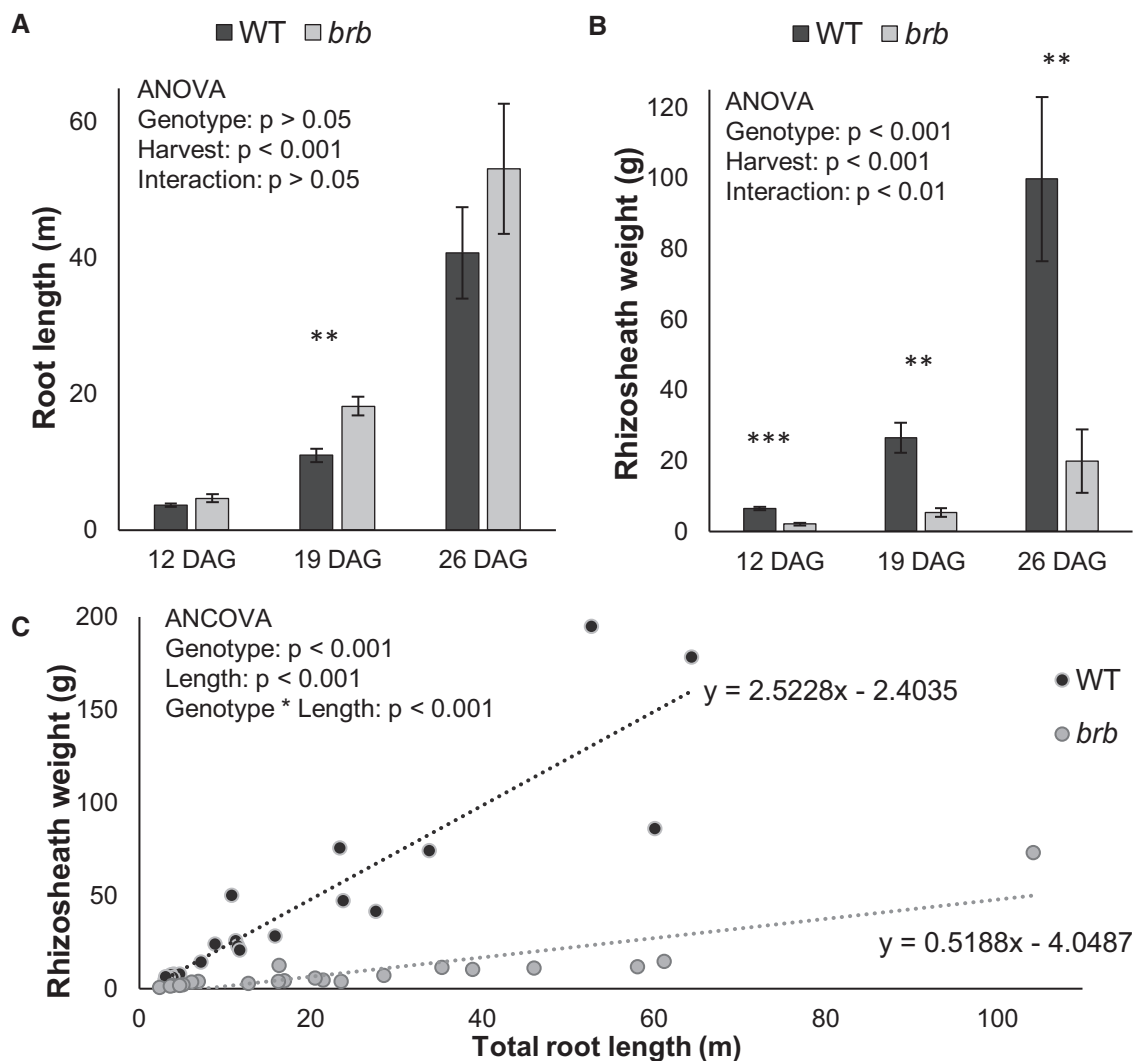 A
WT brb
ANOVA
Genotype: p > 0.05
Harvest: p < 0.001
Interaction: p > 0.05
Root length (m)
60
40
20
0
**
12 DAG 19 DAG 26 DAG
B
WT brb
ANOVA
Genotype: p < 0.001
Harvest: p < 0.001
Interaction: p < 0.01
Rhizosheath weight (g)
120
100
80
60
40
20
0
***
**
**
12 DAG 19 DAG 26 DAG
C
ANCOVA
Genotype: p < 0.001
Length: p < 0.001
Genotype * Length: p < 0.001
Rhizosheath weight (g)
200
150
100
50
0
y = 2.5228x - 2.4035
WT
brb
y = 0.5188x - 4.0487
0 20 40 60 80 100
Total root length (m)